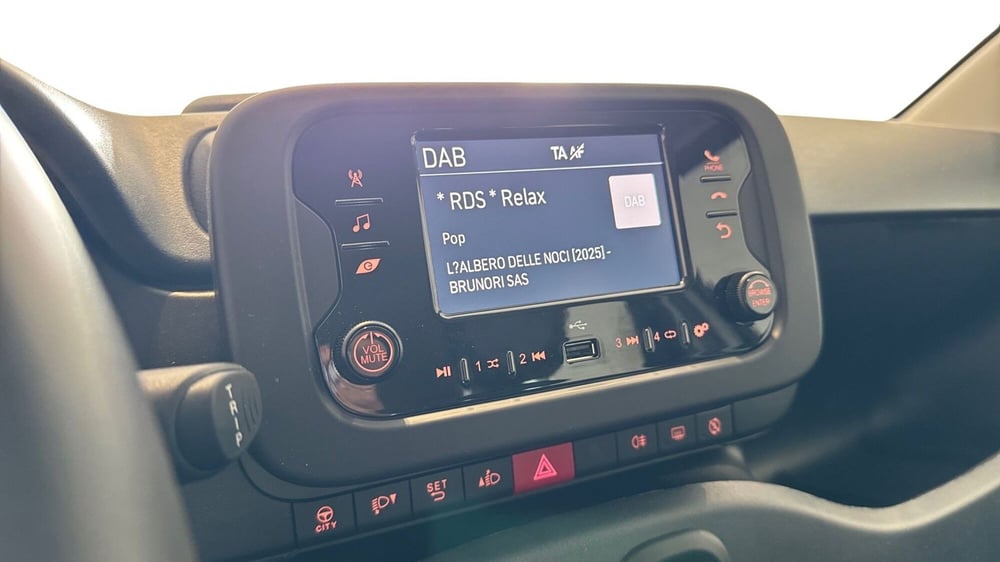 DAB
TA AF
* RDS * Relax
DAB
Pop
L?ALBERO DELLE NOCI [2025] -
BRUNORI SAS
PHONE
VOL
MUTE
BROWSE
ENTER
1
2
3
4
TRIP
CITY
SET